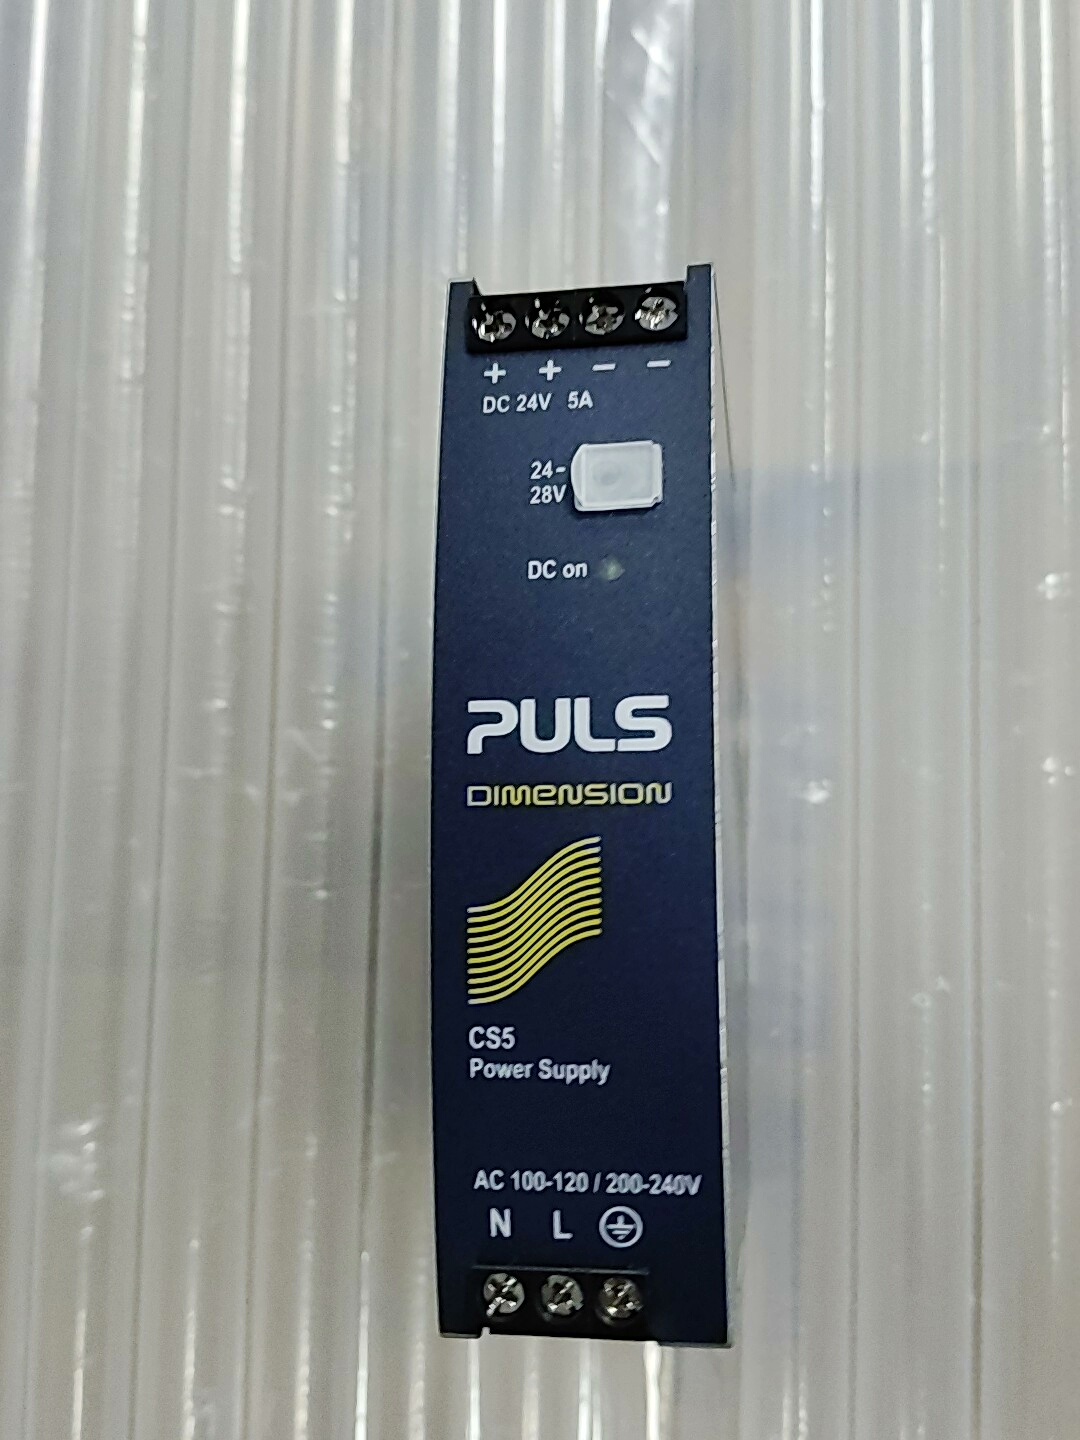 + + − −
DC 24V 5A
24-
28V
DC on
PULS
DIMENSION
CS5
Power Supply
AC 100-120 / 200-240V
N L